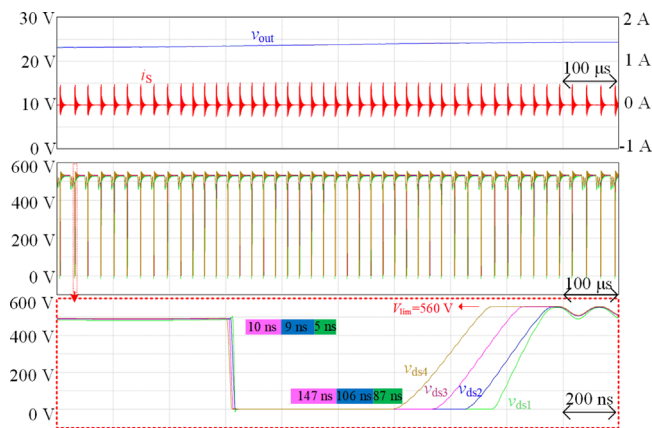 30 V
2 A
v_out
20 V
1 A
i_S
100 µs
10 V
0 A
0 V
-1 A
600 V
400 V
200 V
0 V
100 µs
600 V
V_lim=560 V
10 ns 9 ns 5 ns
400 V
200 V
v_ds4
v_ds3 v_ds2
147 ns 106 ns 87 ns
v_ds1
200 ns
0 V